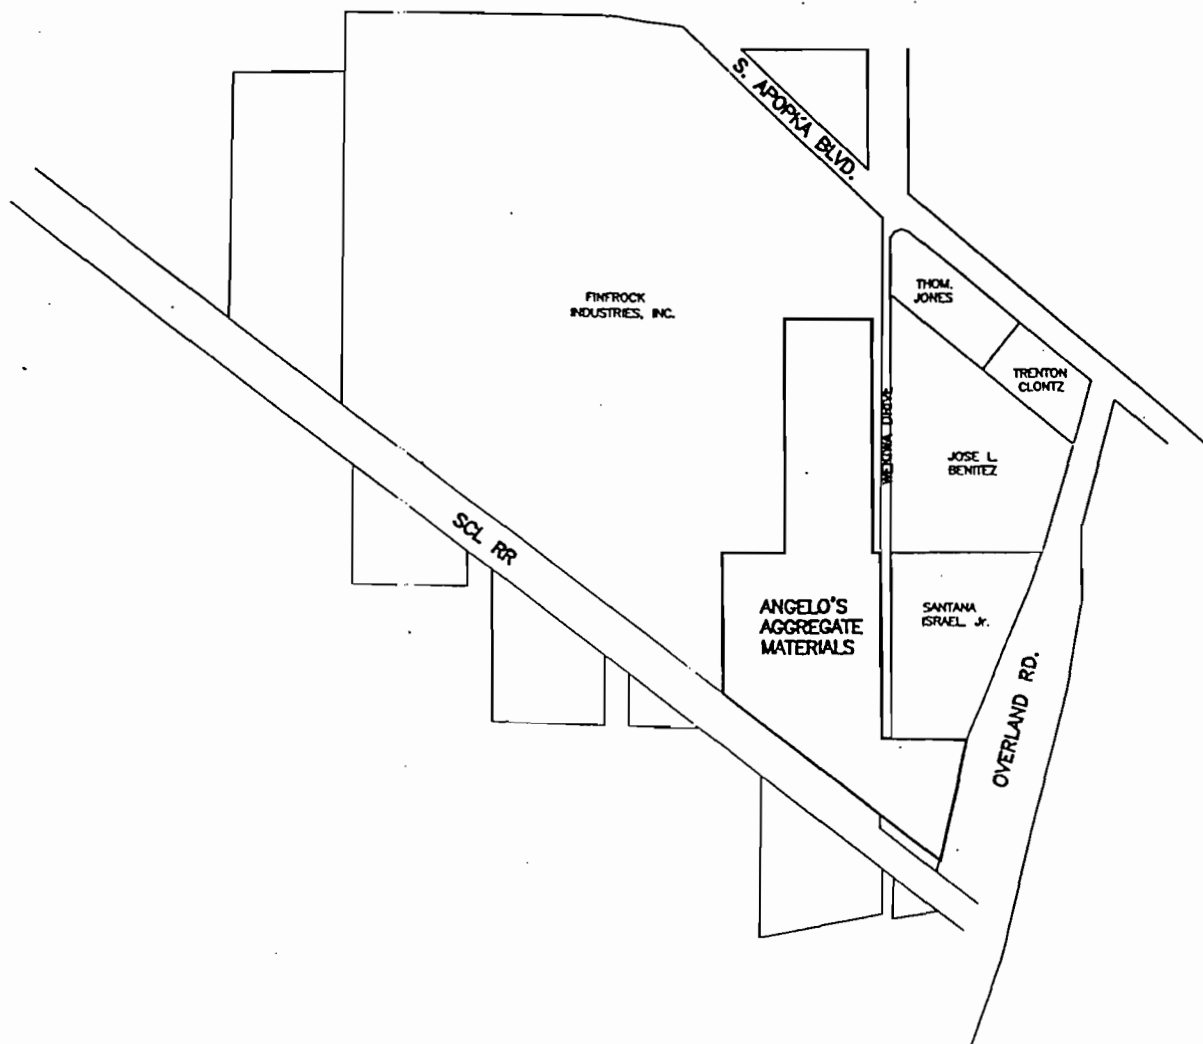 S. APOPKA BLVD.
THOM.
JONES
FINFROCK
INDUSTRIES, INC.
TRENTON
CLONTZ
WEKIWA DRIVE
JOSE L.
BENITEZ
SCL RR
ANGELO'S
AGGREGATE
MATERIALS
SANTANA
ISRAEL Jr.
OVERLAND RD.